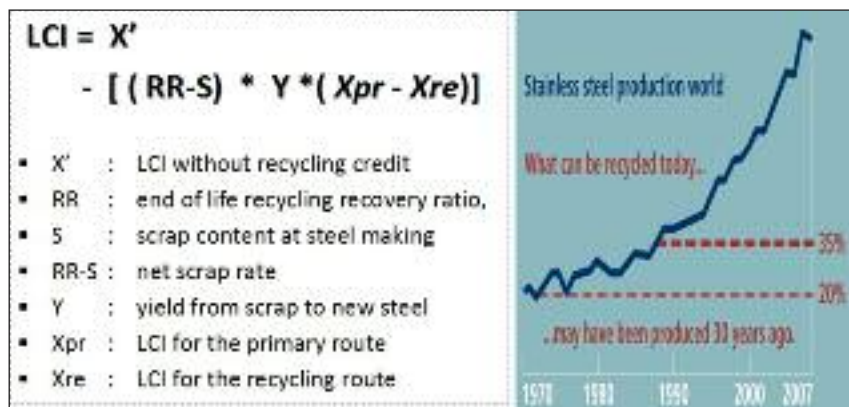 LCI = X’
- [ ( RR-S) * Y *( Xpr - Xre)]
▪ X’ : LCI without recycling credit
▪ RR : end of life recycling recovery ratio,
▪ S : scrap content at steel making
▪ RR-S : net scrap rate
▪ Y : yield from scrap to new steel
▪ Xpr : LCI for the primary route
▪ Xre : LCI for the recycling route
Stainless steel production world
What can be recycled today...
35%
20%
...may have been produced 30 years ago.
1970 1980 1990 2000 2007